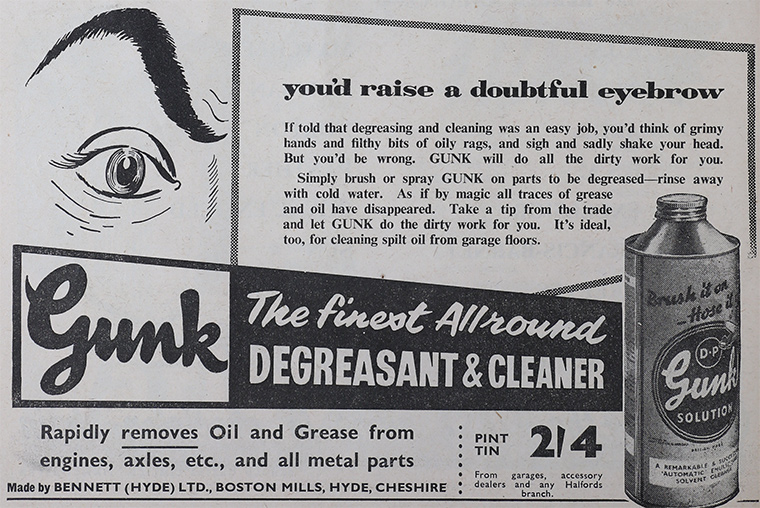 you'd raise a doubtful eyebrow
If told that degreasing and cleaning was an easy job, you'd think of grimy
hands and filthy bits of oily rags, and sigh and sadly shake your head.
But you'd be wrong. GUNK will do all the dirty work for you.
Simply brush or spray GUNK on parts to be degreased—rinse away
with cold water. As if by magic all traces of grease
and oil have disappeared. Take a tip from the trade
and let GUNK do the dirty work for you. It's ideal,
too, for cleaning spilt oil from garage floors.
Gunk
The finest Allround
DEGREASANT & CLEANER
Brush it on
—Hose it
D·P
Gunk
SOLUTION
A REMARKABLE &
'AUTOMATIC
SOLVENT
Rapidly removes Oil and Grease from
engines, axles, etc., and all metal parts
PINT
TIN
2/4
From garages, accessory
dealers and any Halfords
branch.
Made by BENNETT (HYDE) LTD., BOSTON MILLS, HYDE, CHESHIRE